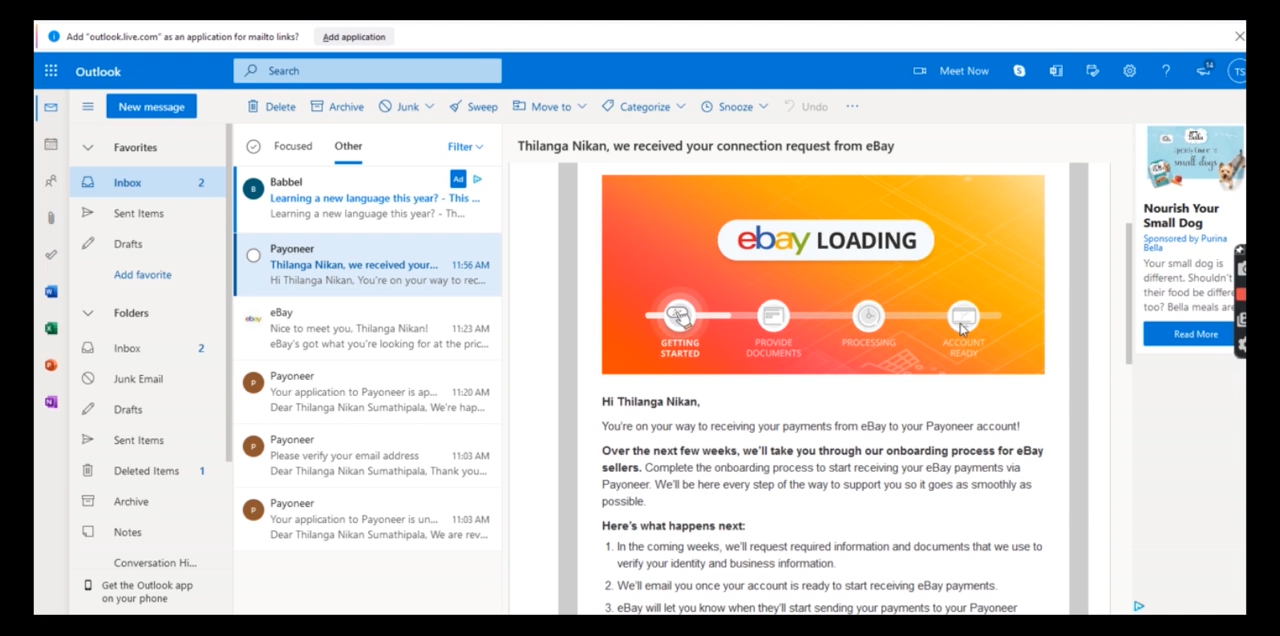 Add "outlook.live.com" as an application for mailto links?
Add application
Outlook
Search
Meet Now
14
TS
New message
Delete
Archive
Junk
Sweep
Move to
Categorize
Snooze
Undo
Favorites
Inbox 2
Sent Items
Drafts
Add favorite
Folders
Inbox 2
Junk Email
Drafts
Sent Items
Deleted Items 1
Archive
Notes
Conversation Hi...
Get the Outlook app
on your phone
Focused
Other
Filter
B
Babbel
Ad
Learning a new language this year? - This ...
Learning a new language this year? - Th...
Payoneer
Thilanga Nikan, we received your... 11:56 AM
Hi Thilanga Nikan, You're on your way to rec...
ebay
eBay
Nice to meet you, Thilanga Nikan! 11:23 AM
eBay's got what you're looking for at the pric...
P
Payoneer
Your application to Payoneer is ap... 11:20 AM
Dear Thilanga Nikan Sumathipala, We're hap...
P
Payoneer
Please verify your email address 11:03 AM
Dear Thilanga Nikan Sumathipala, Thank you...
P
Payoneer
Your application to Payoneer is un... 11:03 AM
Dear Thilanga Nikan Sumathipala, We are rev...
Thilanga Nikan, we received your connection request from eBay
ebay LOADING
GETTING
STARTED
PROVIDE
DOCUMENTS
PROCESSING
ACCOUNT
READY
Hi Thilanga Nikan,
You're on your way to receiving your payments from eBay to your Payoneer account!
Over the next few weeks, we'll take you through our onboarding process for eBay
sellers. Complete the onboarding process to start receiving your eBay payments via
Payoneer. We'll be here every step of the way to support you so it goes as smoothly as
possible.
Here's what happens next:
1. In the coming weeks, we'll request required information and documents that we use to
verify your identity and business information.
2. We'll email you once your account is ready to start receiving eBay payments.
3. eBay will let you know when they'll start sending your payments to your Payoneer
Bella
small dogs
Nourish Your
Small Dog
Sponsored by Purina
Bella
Your small dog is
different. Shouldn't
their food be differe
too? Bella meals are
Read More